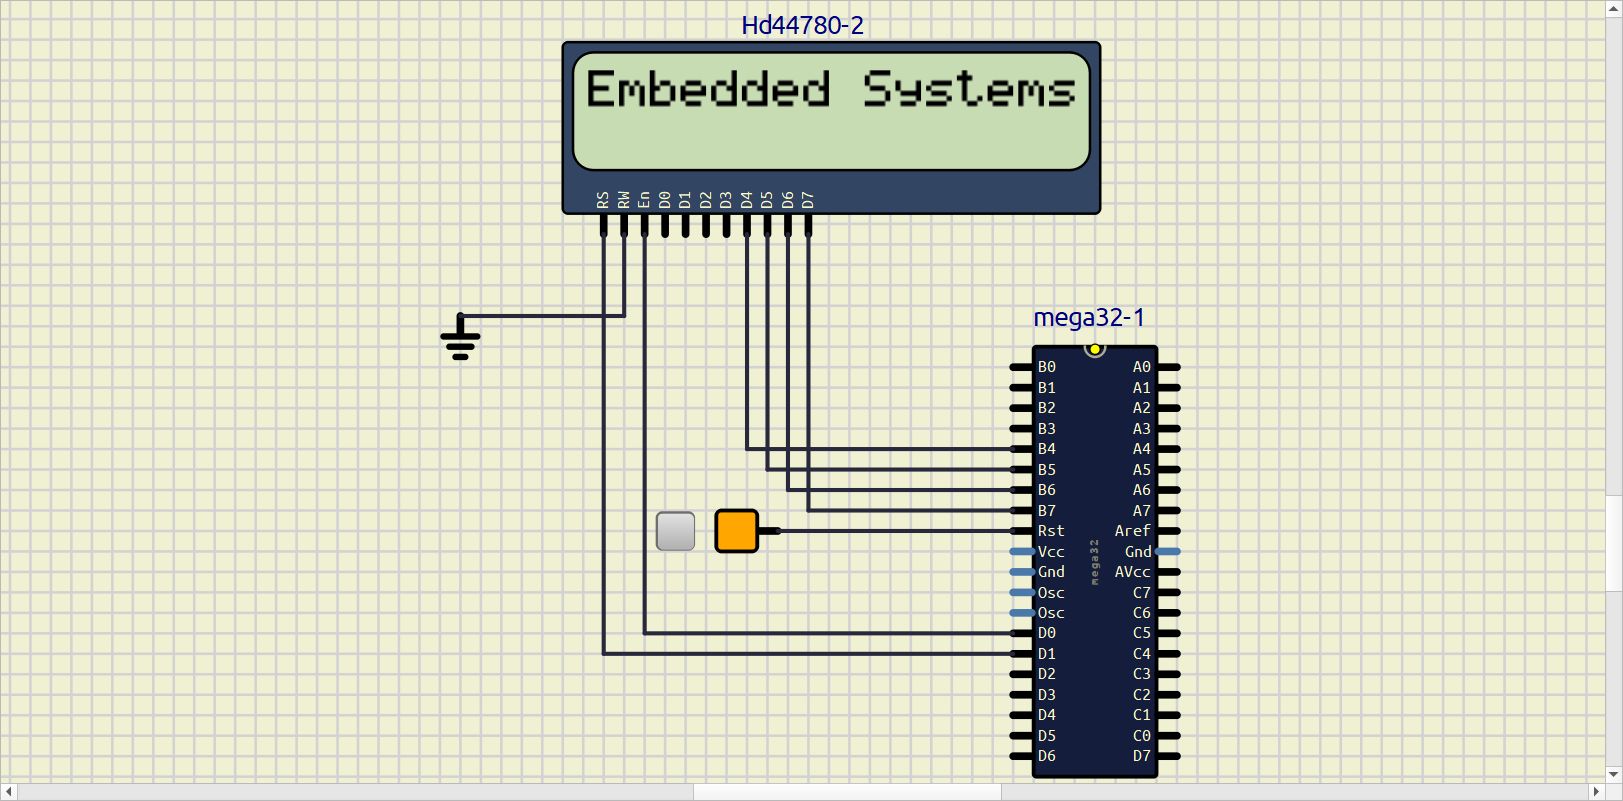 Hd44780-2
Embedded Systems
RS RW En D0 D1 D2 D3 D4 D5 D6 D7
mega32-1
B0 A0
B1 A1
B2 A2
B3 A3
B4 A4
B5 A5
B6 A6
B7 A7
Rst Aref
Vcc Gnd
mega32
Gnd AVcc
Osc C7
Osc C6
D0 C5
D1 C4
D2 C3
D3 C2
D4 C1
D5 C0
D6 D7